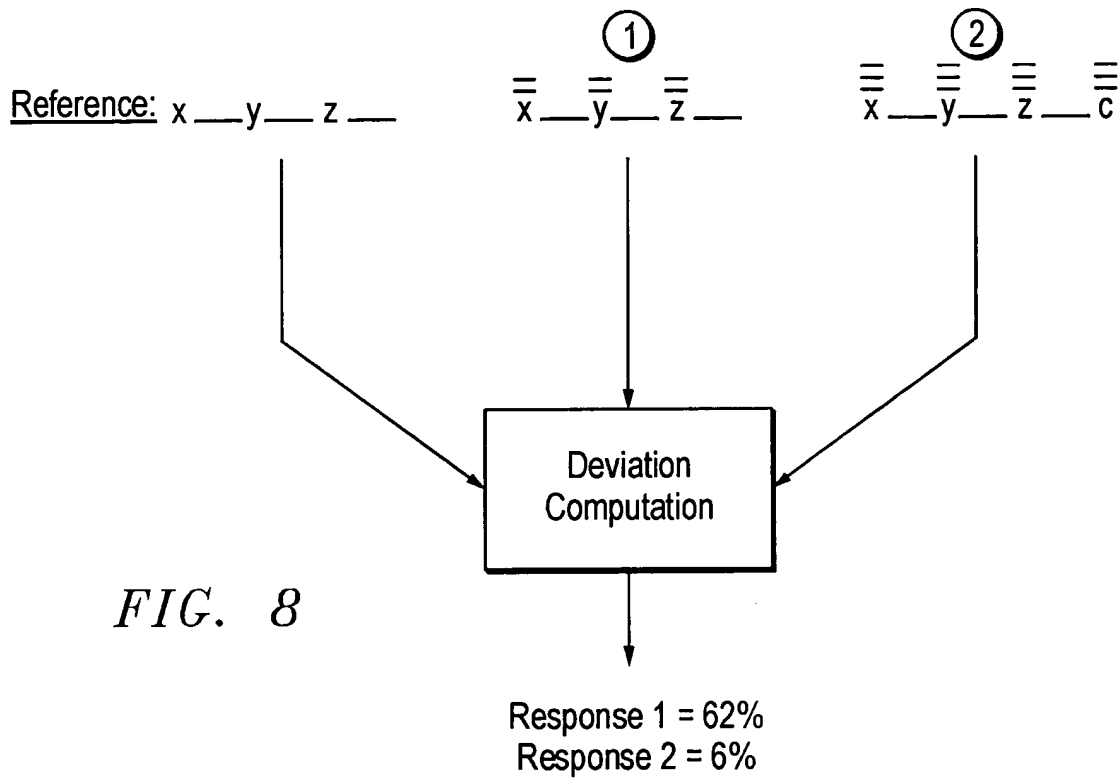 1
2
Reference: x __ y __ z __
x̿ __ y̿ __ z̿ __
x̿̿ __ y̿̿ __ z̿̿ __ c̿̿
Deviation
Computation
FIG. 8
Response 1 = 62%
Response 2 = 6%